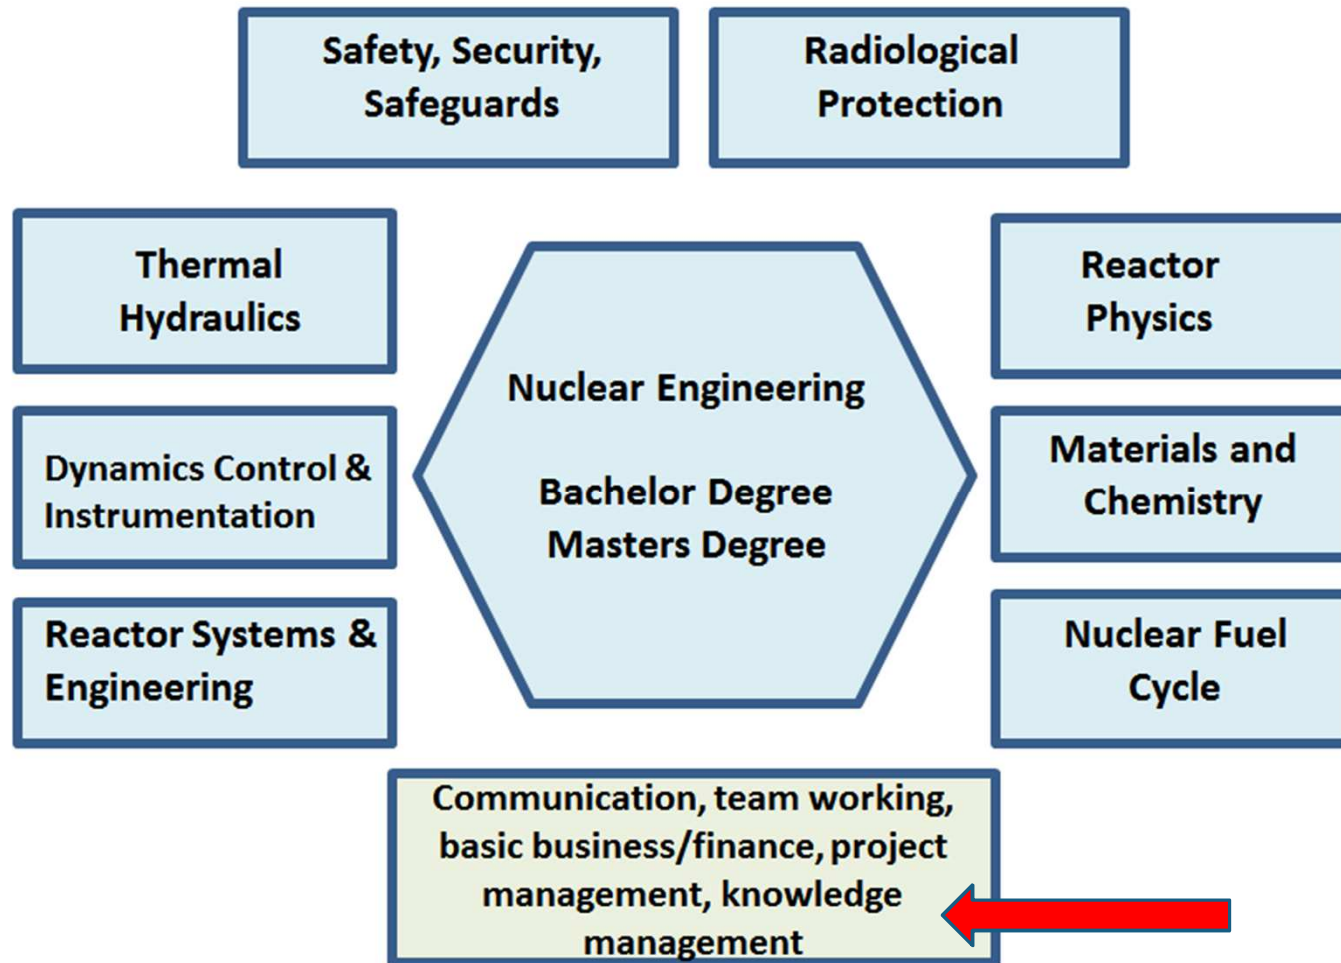 Safety, Security,
Safeguards
Radiological
Protection
Thermal
Hydraulics
Reactor
Physics
Nuclear Engineering
Bachelor Degree
Masters Degree
Dynamics Control &
Instrumentation
Materials and
Chemistry
Reactor Systems &
Engineering
Nuclear Fuel
Cycle
Communication, team working,
basic business/finance, project
management, knowledge
management